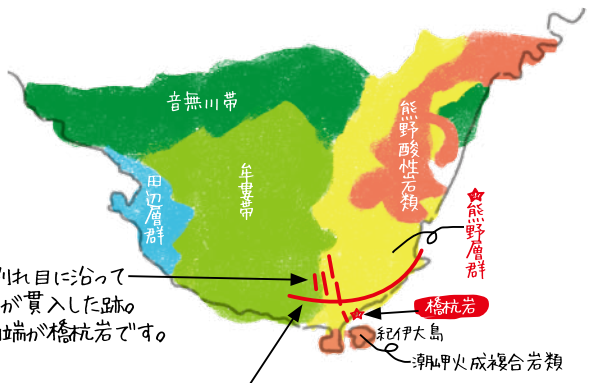 音無川帯
熊野酸性岩類
牟婁帯
田辺層群
熊野層群
れ目に沿って
が貫入した跡。
端が橋杭岩です。
橋杭岩
紀伊大島
潮岬火成複合岩類